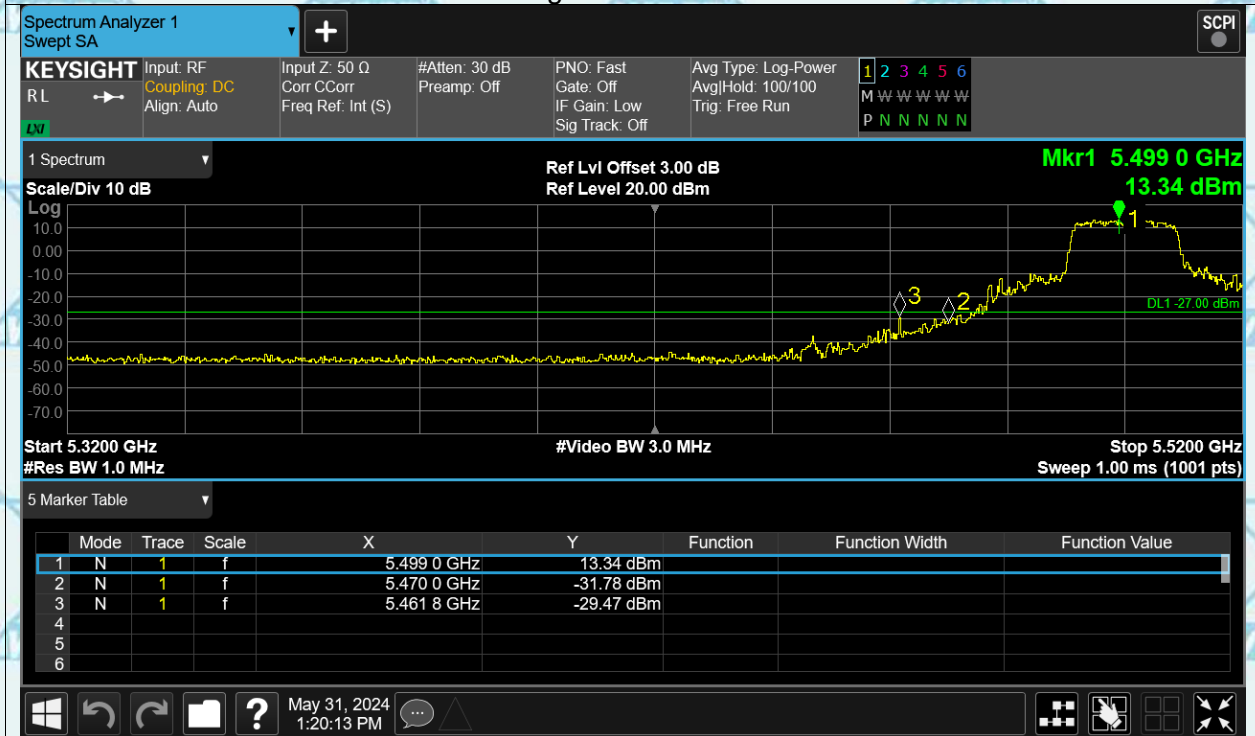 Spectrum Analyzer 1
Swept SA
SCPI
KEYSIGHT Input: RF Input Z: 50 Ω #Atten: 30 dB PNO: Fast Avg Type: Log-Power 1 2 3 4 5 6
RL Coupling: DC Corr CCorr Preamp: Off Gate: Off Avg|Hold: 100/100 M W W W W W
Align: Auto Freq Ref: Int (S) IF Gain: Low Trig: Free Run
LXI Sig Track: Off P N N N N N
1 Spectrum Ref Lvl Offset 3.00 dB Mkr1 5.499 0 GHz
Scale/Div 10 dB Ref Level 20.00 dBm 13.34 dBm
Log
10.0
0.00
-10.0
-20.0
-30.0
-40.0
-50.0
-60.0
-70.0
1
3
2
DL1 -27.00 dBm
Start 5.3200 GHz #Video BW 3.0 MHz Stop 5.5200 GHz
#Res BW 1.0 MHz Sweep 1.00 ms (1001 pts)
5 Marker Table
Mode Trace Scale X Y Function Function Width Function Value
1 N 1 f 5.499 0 GHz 13.34 dBm
2 N 1 f 5.470 0 GHz -31.78 dBm
3 N 1 f 5.461 8 GHz -29.47 dBm
4
5
6
? May 31, 2024
1:20:13 PM